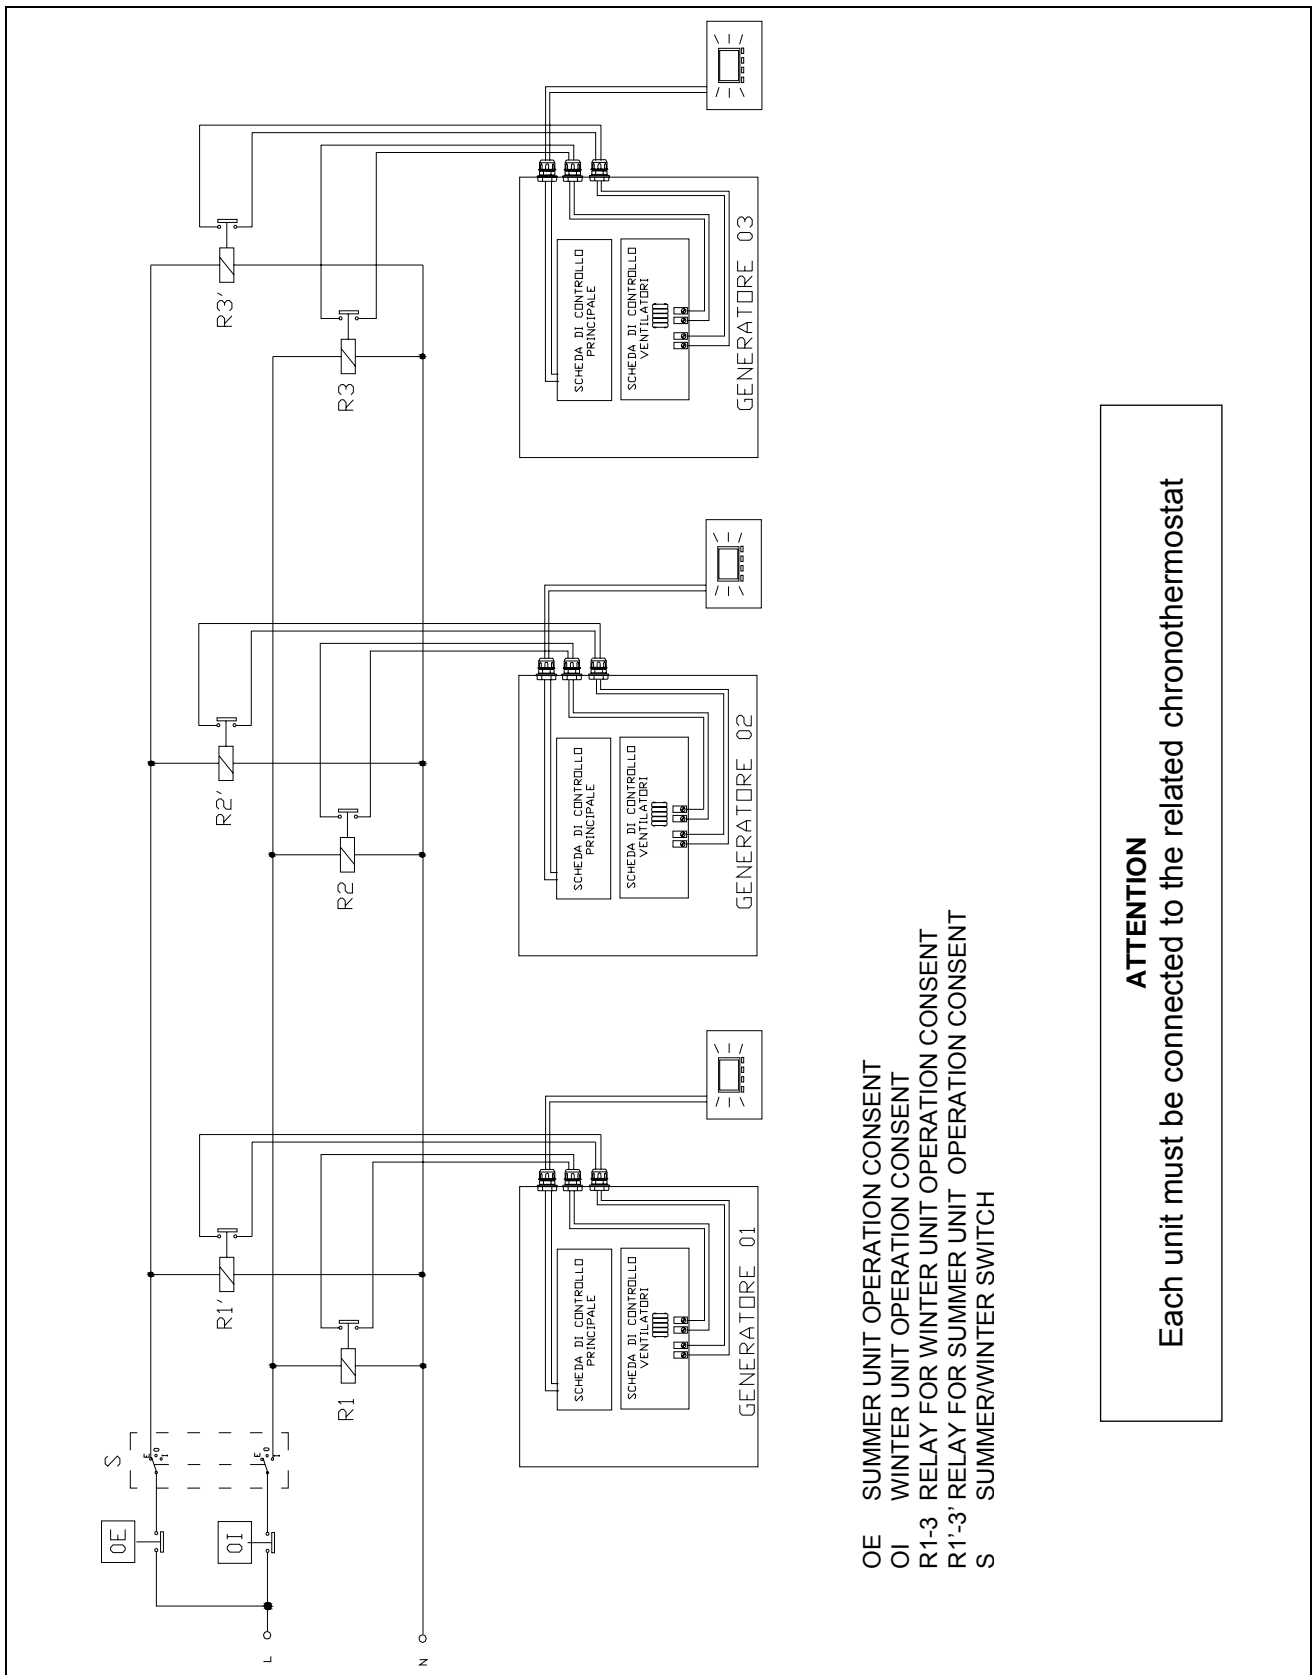 S
OE
OI
L
N
E
O
I
E
O
I
R1'
R2'
R3'
R1
R2
R3
SCHEDA DI CONTROLLO
PRINCIPALE
SCHEDA DI CONTROLLO
VENTILATORI
GENERATORE 01
SCHEDA DI CONTROLLO
PRINCIPALE
SCHEDA DI CONTROLLO
VENTILATORI
GENERATORE 02
SCHEDA DI CONTROLLO
PRINCIPALE
SCHEDA DI CONTROLLO
VENTILATORI
GENERATORE 03
OE SUMMER UNIT OPERATION CONSENT
OI WINTER UNIT OPERATION CONSENT
R1-3 RELAY FOR WINTER UNIT OPERATION CONSENT
R1'-3' RELAY FOR SUMMER UNIT OPERATION CONSENT
S SUMMER/WINTER SWITCH
ATTENTION
Each unit must be connected to the related chronothermostat